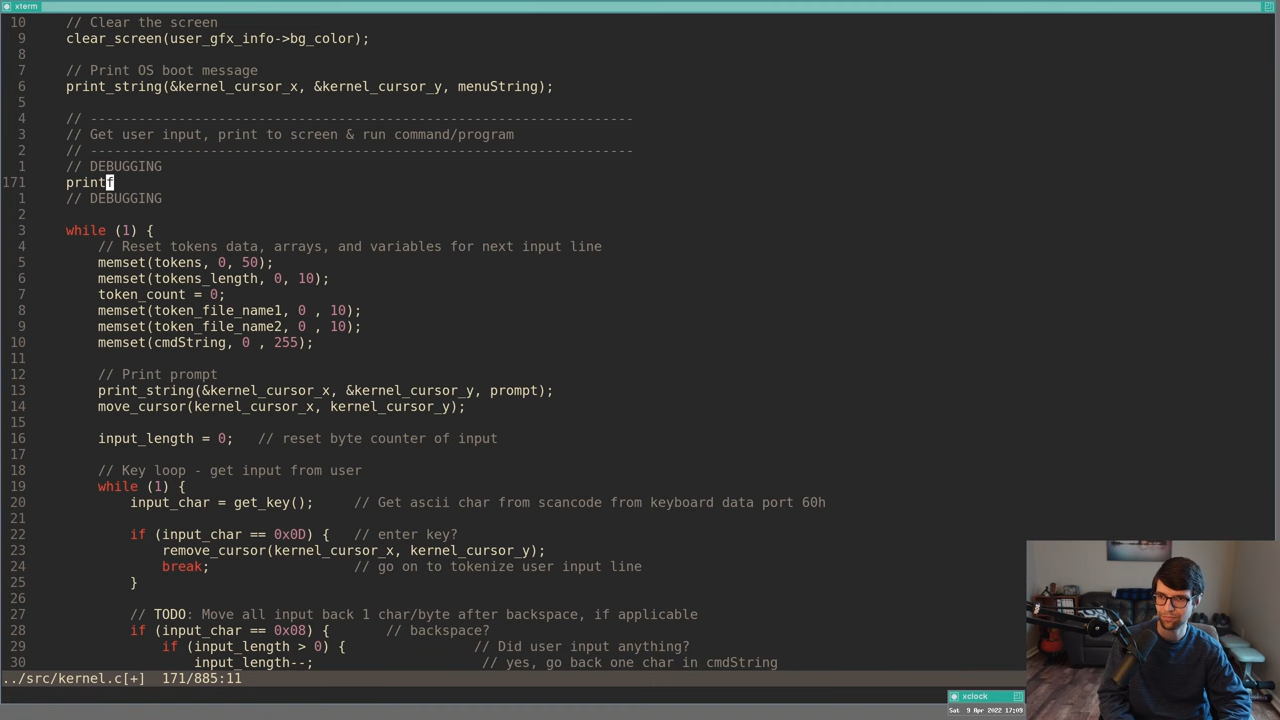 xterm
10 // Clear the screen
9 clear_screen(user_gfx_info->bg_color);
8
7 // Print OS boot message
6 print_string(&kernel_cursor_x, &kernel_cursor_y, menuString);
5
4 // --------------------------------------------------------------------
3 // Get user input, print to screen & run command/program
2 // --------------------------------------------------------------------
1 // DEBUGGING
171 printf
1 // DEBUGGING
2
3 while (1) {
4 // Reset tokens data, arrays, and variables for next input line
5 memset(tokens, 0, 50);
6 memset(tokens_length, 0, 10);
7 token_count = 0;
8 memset(token_file_name1, 0 , 10);
9 memset(token_file_name2, 0 , 10);
10 memset(cmdString, 0 , 255);
11
12 // Print prompt
13 print_string(&kernel_cursor_x, &kernel_cursor_y, prompt);
14 move_cursor(kernel_cursor_x, kernel_cursor_y);
15
16 input_length = 0; // reset byte counter of input
17
18 // Key loop - get input from user
19 while (1) {
20 input_char = get_key(); // Get ascii char from scancode from keyboard data port 60h
21
22 if (input_char == 0x0D) { // enter key?
23 remove_cursor(kernel_cursor_x, kernel_cursor_y);
24 break; // go on to tokenize user input line
25 }
26
27 // TODO: Move all input back 1 char/byte after backspace, if applicable
28 if (input_char == 0x08) { // backspace?
29 if (input_length > 0) { // Did user input anything?
30 input_length--; // yes, go back one char in cmdString
../src/kernel.c[+] 171/885:11
xclock
Sat 9 Apr 2022 17:09